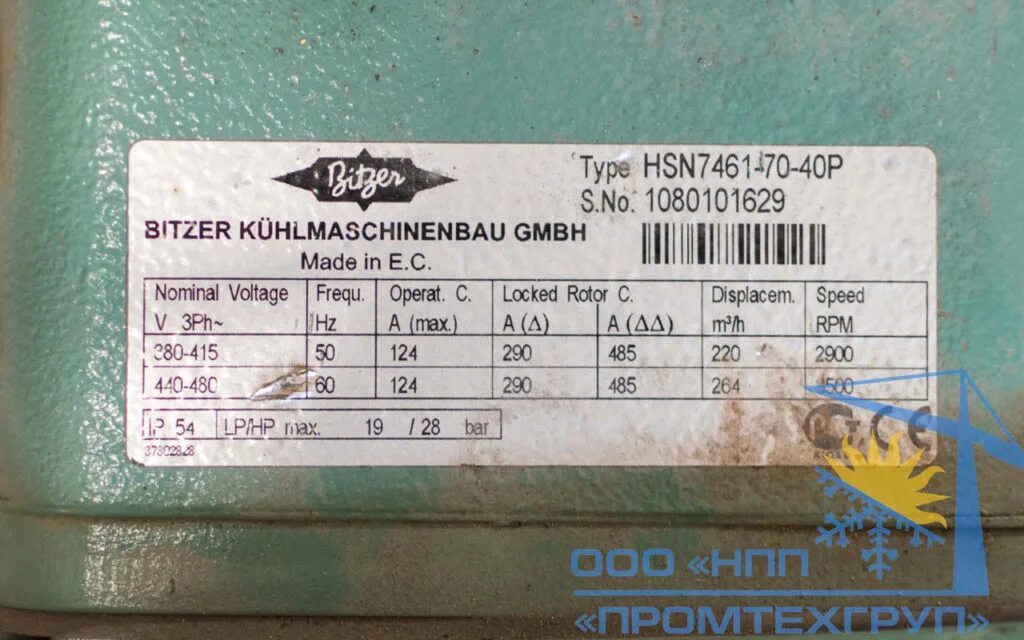 Bitzer
Type HSN7461-70-40P
S.No. 1080101629
BITZER KÜHLMASCHINENBAU GMBH
Made in E.C.
Nominal Voltage Frequ. Operat. C. Locked Rotor C. Displacem. Speed
V 3Ph~ Hz A (max.) A (Δ) A (ΔΔ) m³/h RPM
380-415 50 124 290 485 220 2900
440-480 60 124 290 485 264
IP 54 LP/HP max. 19 / 28 bar
ООО «НПП
«ПРОМТЕХГРУП»